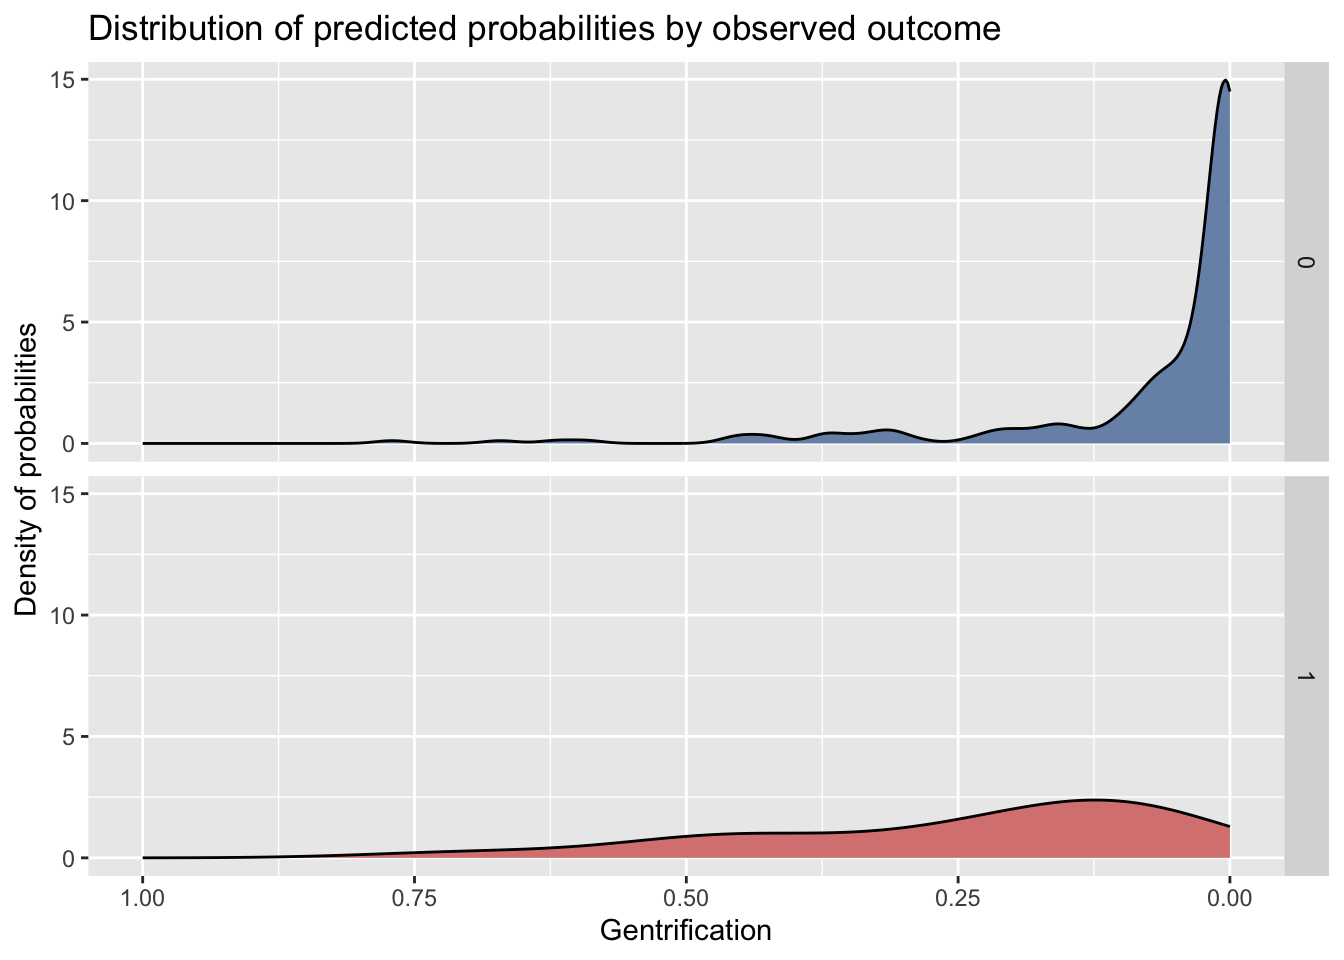 Distribution of predicted probabilities by observed outcome
Density of probabilities
15
10
5
0
0
15
10
5
0
1
1.00 0.75 0.50 0.25 0.00
Gentrification